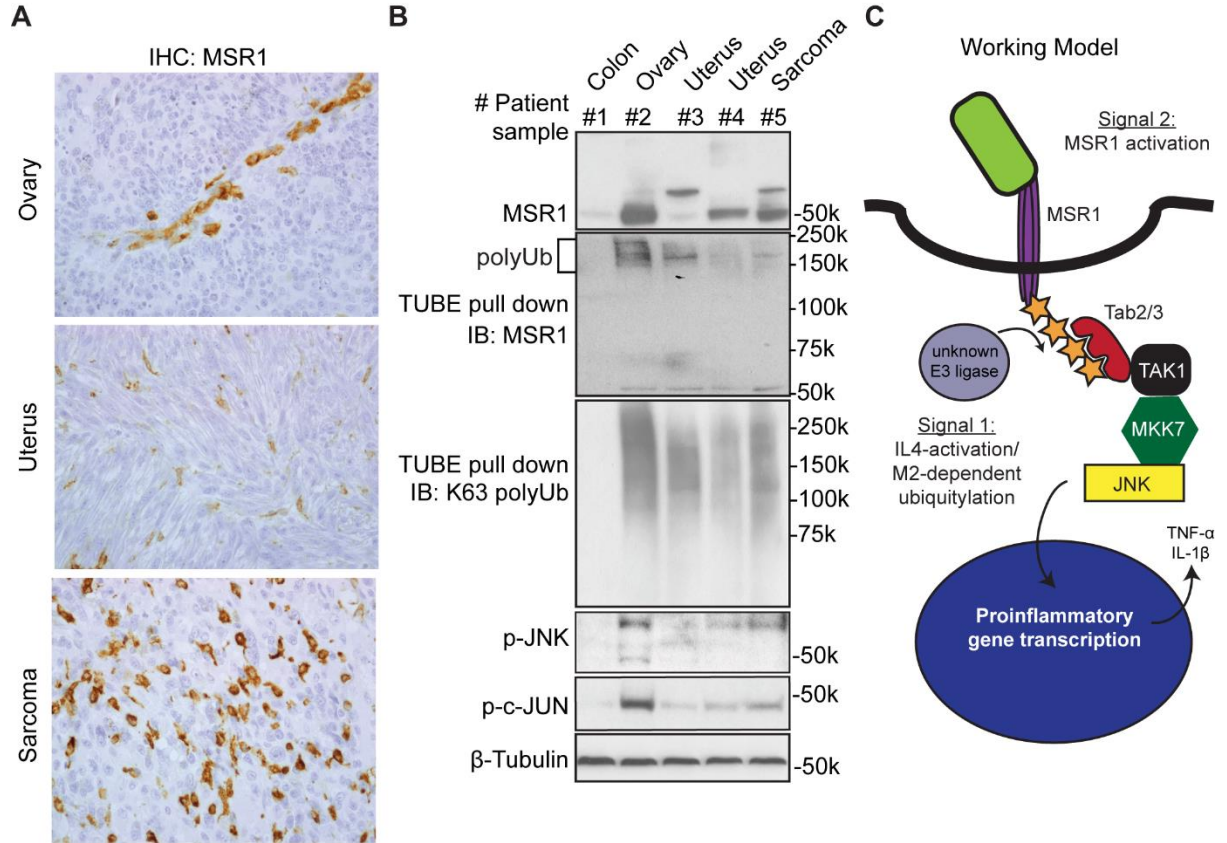 A
IHC: MSR1
Ovary
Uterus
Sarcoma
B
Colon
Ovary
Uterus
Uterus
Sarcoma
# Patient
sample
#1 #2 #3 #4 #5
MSR1
-50k
polyUb
TUBE pull down
IB: MSR1
250k
-150k
-100k
-75k
-50k
TUBE pull down
IB: K63 polyUb
-250k
-150k
-100k
-75k
p-JNK
-50k
p-c-JUN
-50k
β-Tubulin
-50k
C
Working Model
Signal 2:
MSR1 activation
MSR1
Tab2/3
unknown
E3 ligase
TAK1
MKK7
JNK
Signal 1:
IL4-activation/
M2-dependent
ubiquitylation
TNF-α
IL-1β
Proinflammatory
gene transcription